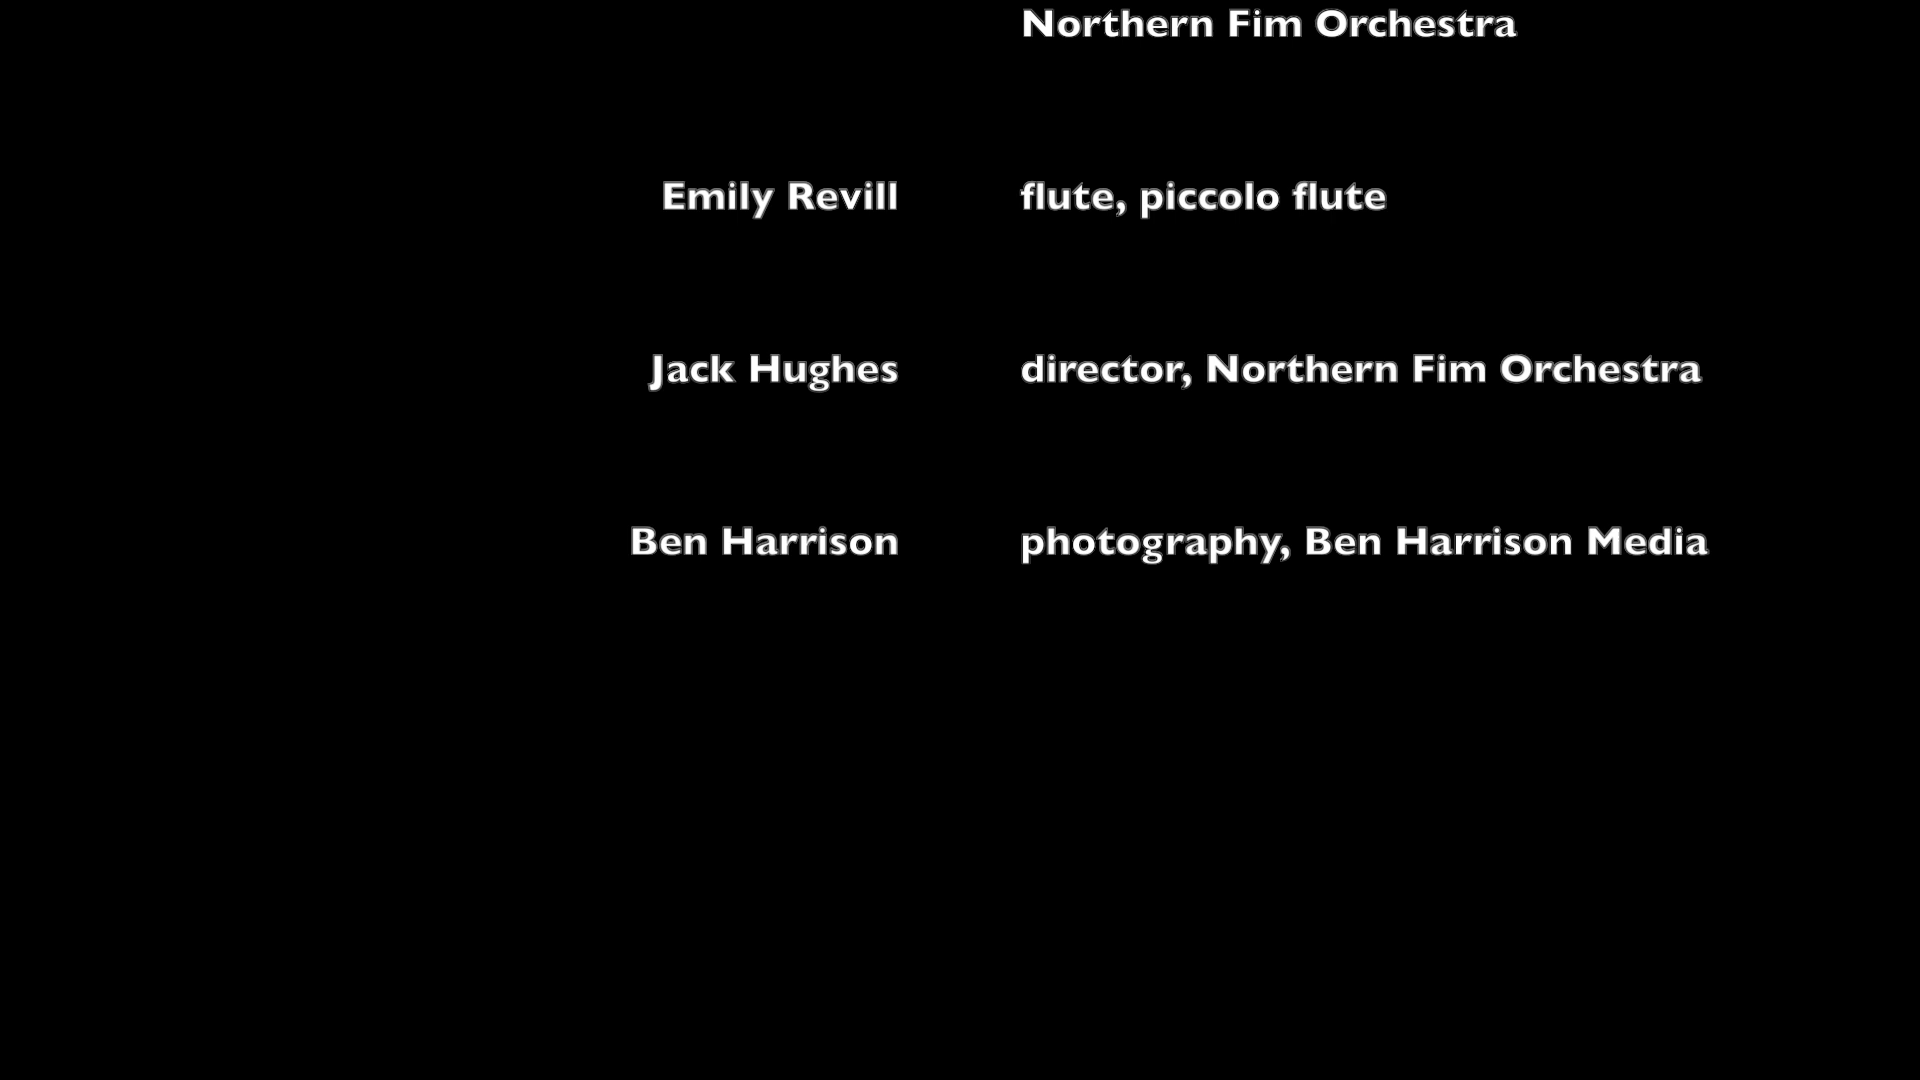 Northern Fim Orchestra
Emily Revill flute, piccolo flute
Jack Hughes director, Northern Fim Orchestra
Ben Harrison photography, Ben Harrison Media